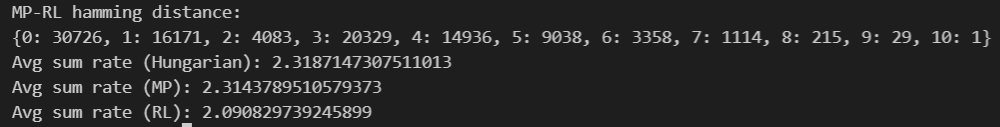 MP-RL hamming distance:
{0: 30726, 1: 16171, 2: 4083, 3: 20329, 4: 14936, 5: 9038, 6: 3358, 7: 1114, 8: 215, 9: 29, 10: 1}
Avg sum rate (Hungarian): 2.3187147307511013
Avg sum rate (MP): 2.3143789510579373
Avg sum rate (RL): 2.090829739245899